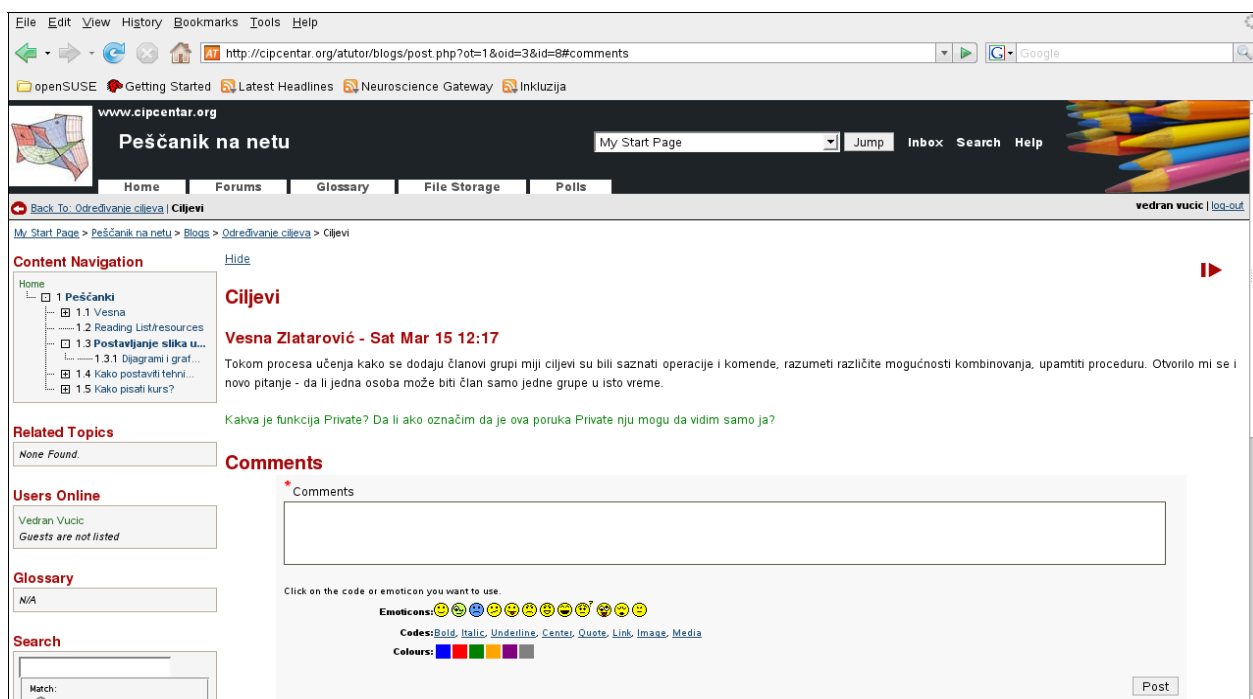 File Edit View History Bookmarks Tools Help
http://cipcentar.org/atutor/blogs/post.php?ot=1&oid=3&id=8#comments
Google
openSUSE Getting Started Latest Headlines Neuroscience Gateway Inkluzija
www.cipcentar.org
Peščanik na netu
My Start Page Jump Inbox Search Help
Home Forums Glossary File Storage Polls
Back To: Određivanje ciljeva | Ciljevi
vedran vucic | log-out
My Start Page > Peščanik na netu > Blogs > Određivanje ciljeva > Ciljevi
Content Navigation
Home
1 Peščanki
1.1 Vesna
1.2 Reading List/resources
1.3 Postavljanje slika u...
1.3.1 Dijagrami i graf...
1.4 Kako postaviti tehni...
1.5 Kako pisati kurs?
Related Topics
None Found.
Users Online
Vedran Vucic
Guests are not listed
Glossary
N/A
Search
Match:
Hide
Ciljevi
Vesna Zlatarović - Sat Mar 15 12:17
Tokom procesa učenja kako se dodaju članovi grupi miji ciljevi su bili saznati operacije i komende, razumeti različite mogućnosti kombinovanja, upamtiti proceduru. Otvorilo mi se i
novo pitanje - da li jedna osoba može biti član samo jedne grupe u isto vreme.
Kakva je funkcija Private? Da li ako označim da je ova poruka Private nju mogu da vidim samo ja?
Comments
* Comments
Click on the code or emoticon you want to use.
Emoticons:
Codes: Bold, Italic, Underline, Center, Quote, Link, Image, Media
Colours:
Post